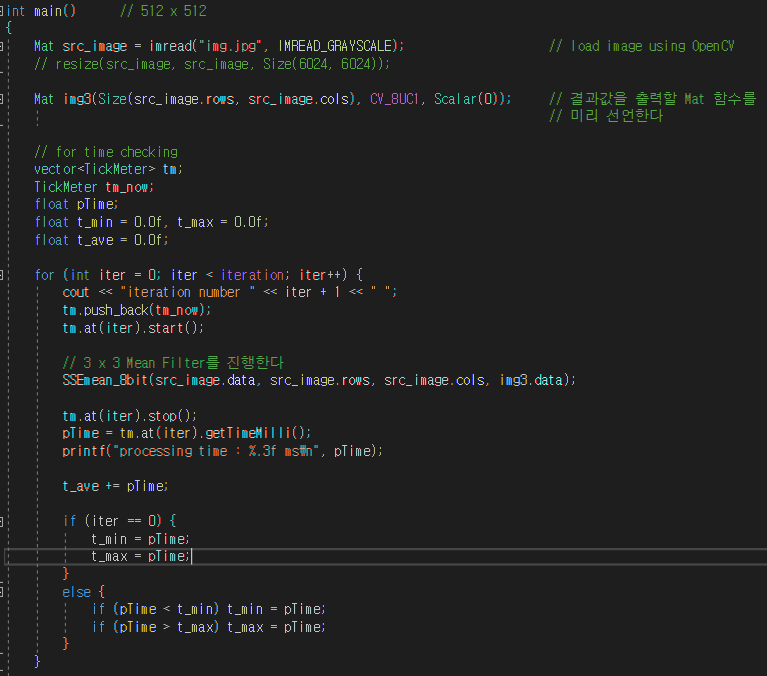 int main()     // 512 x 512
{
    Mat src_image = imread("img.jpg", IMREAD_GRAYSCALE);                    // load image using OpenCV
    // resize(src_image, src_image, Size(6024, 6024));
    Mat img3(Size(src_image.rows, src_image.cols), CV_8UC1, Scalar(0));     // 결과값을 출력할 Mat 함수를
                                                                            // 미리 선언한다
    // for time checking
    vector<TickMeter> tm;
    TickMeter tm_now;
    float pTime;
    float t_min = 0.0f, t_max = 0.0f;
    float t_ave = 0.0f;
    for (int iter = 0; iter < iteration; iter++) {
        cout << "iteration number " << iter + 1 << " ";
        tm.push_back(tm_now);
        tm.at(iter).start();
        // 3 x 3 Mean Filter를 진행한다
        SSEmean_8bit(src_image.data, src_image.rows, src_image.cols, img3.data);
        tm.at(iter).stop();
        pTime = tm.at(iter).getTimeMilli();
        printf("processing time : %.3f ms₩n", pTime);
        t_ave += pTime;
        if (iter == 0) {
            t_min = pTime;
            t_max = pTime;
        }
        else {
            if (pTime < t_min) t_min = pTime;
            if (pTime > t_max) t_max = pTime;
        }
    }